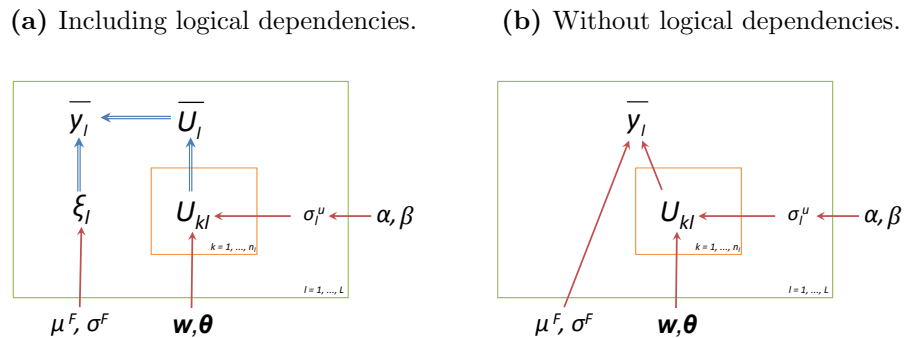 (a) Including logical dependencies.
(b) Without logical dependencies.
y̅ₗ
U̅ₗ
ξₗ
Uₖₗ
σₗᵘ
α, β
k = 1, ..., nₗ
l = 1, ..., L
μᶠ, σᶠ
w,θ
y̅ₗ
Uₖₗ
σₗᵘ
α, β
k = 1, ..., nₗ
l = 1, ..., L
μᶠ, σᶠ
w,θ